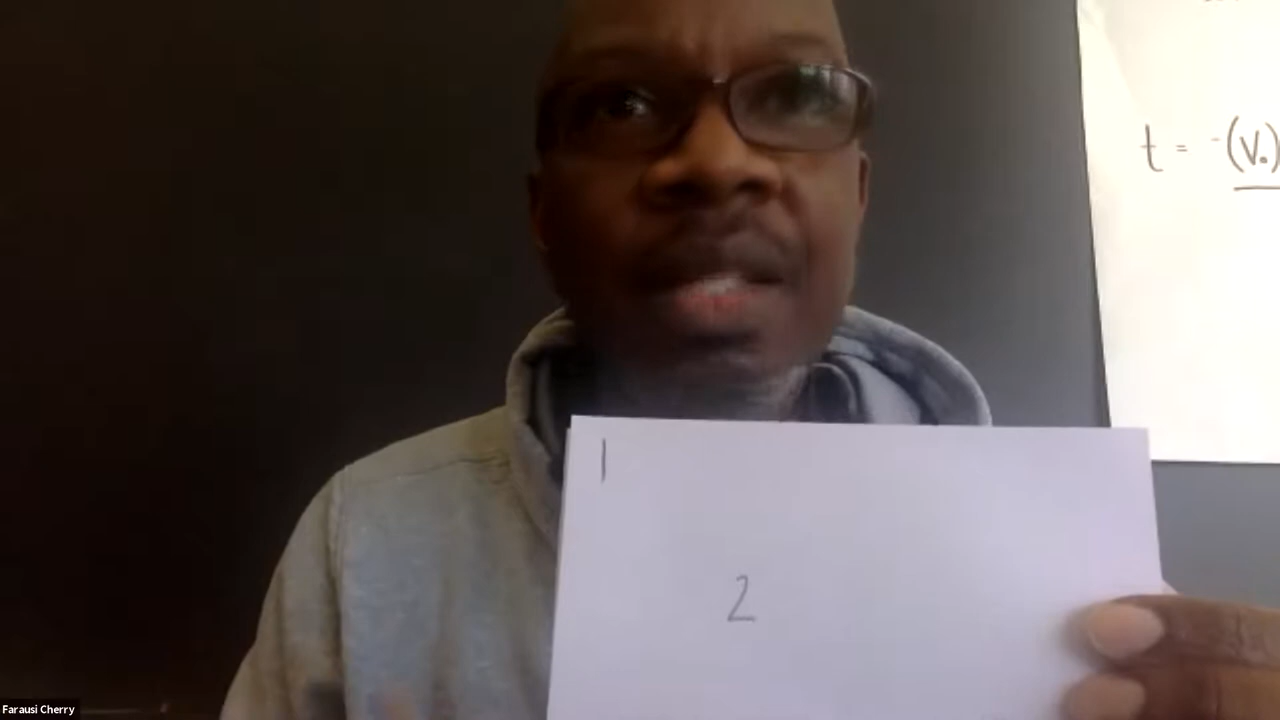 t = -(v.)
1
2
Farausi Cherry